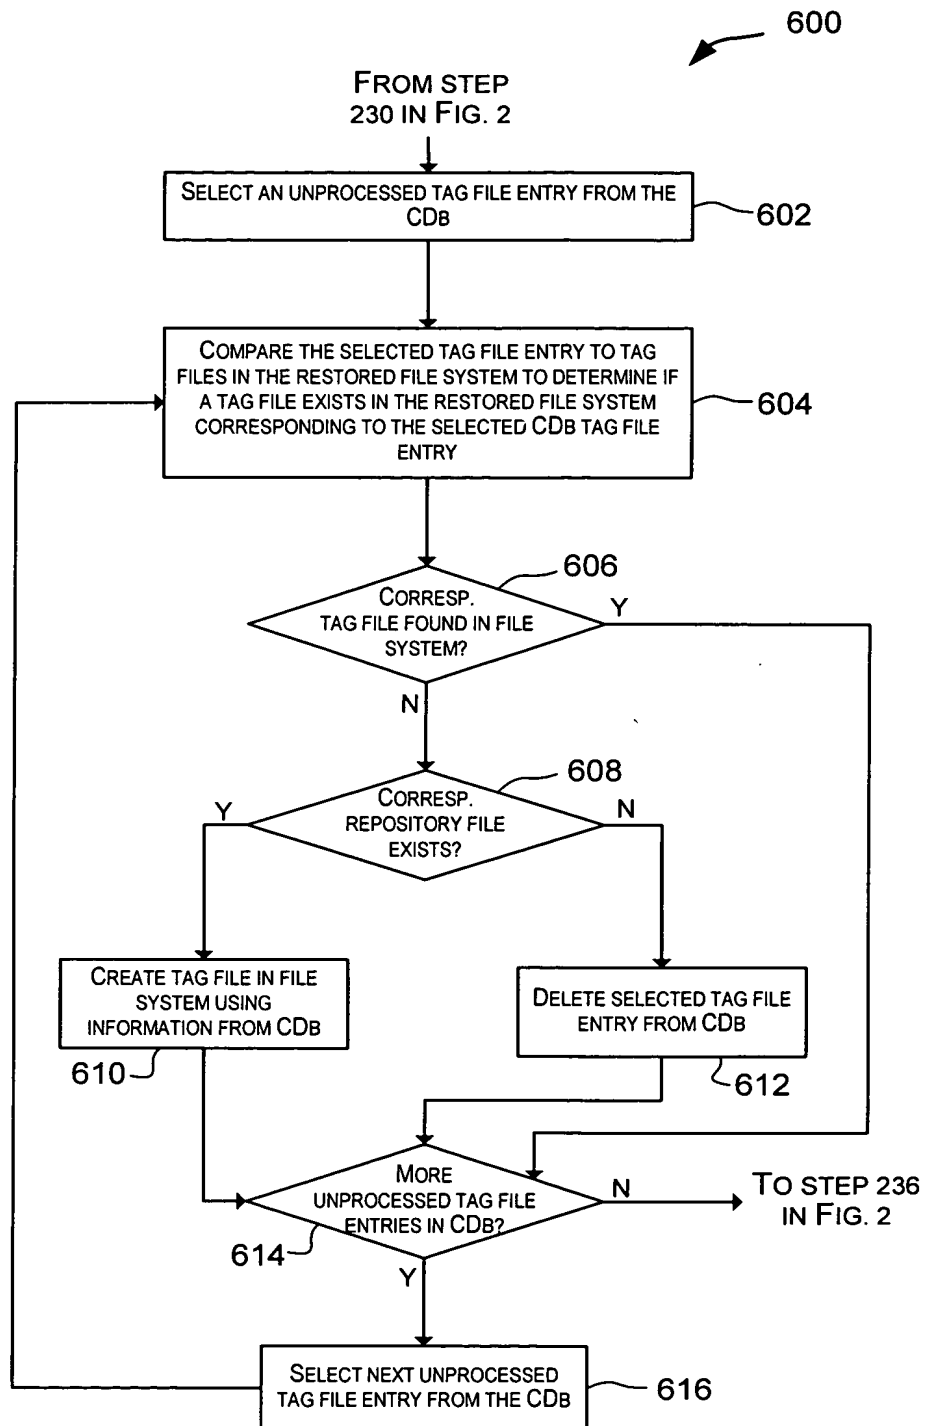 600
FROM STEP
230 IN FIG. 2
SELECT AN UNPROCESSED TAG FILE ENTRY FROM THE
CDB
602
COMPARE THE SELECTED TAG FILE ENTRY TO TAG
FILES IN THE RESTORED FILE SYSTEM TO DETERMINE IF
A TAG FILE EXISTS IN THE RESTORED FILE SYSTEM
CORRESPONDING TO THE SELECTED CDB TAG FILE
ENTRY
604
606
CORRESP.
TAG FILE FOUND IN FILE
SYSTEM?
Y
N
608
CORRESP.
REPOSITORY FILE
EXISTS?
Y
N
CREATE TAG FILE IN FILE
SYSTEM USING
INFORMATION FROM CDB
610
DELETE SELECTED TAG FILE
ENTRY FROM CDB
612
MORE
UNPROCESSED TAG FILE
ENTRIES IN CDB?
614
N
TO STEP 236
IN FIG. 2
Y
SELECT NEXT UNPROCESSED
TAG FILE ENTRY FROM THE CDB
616